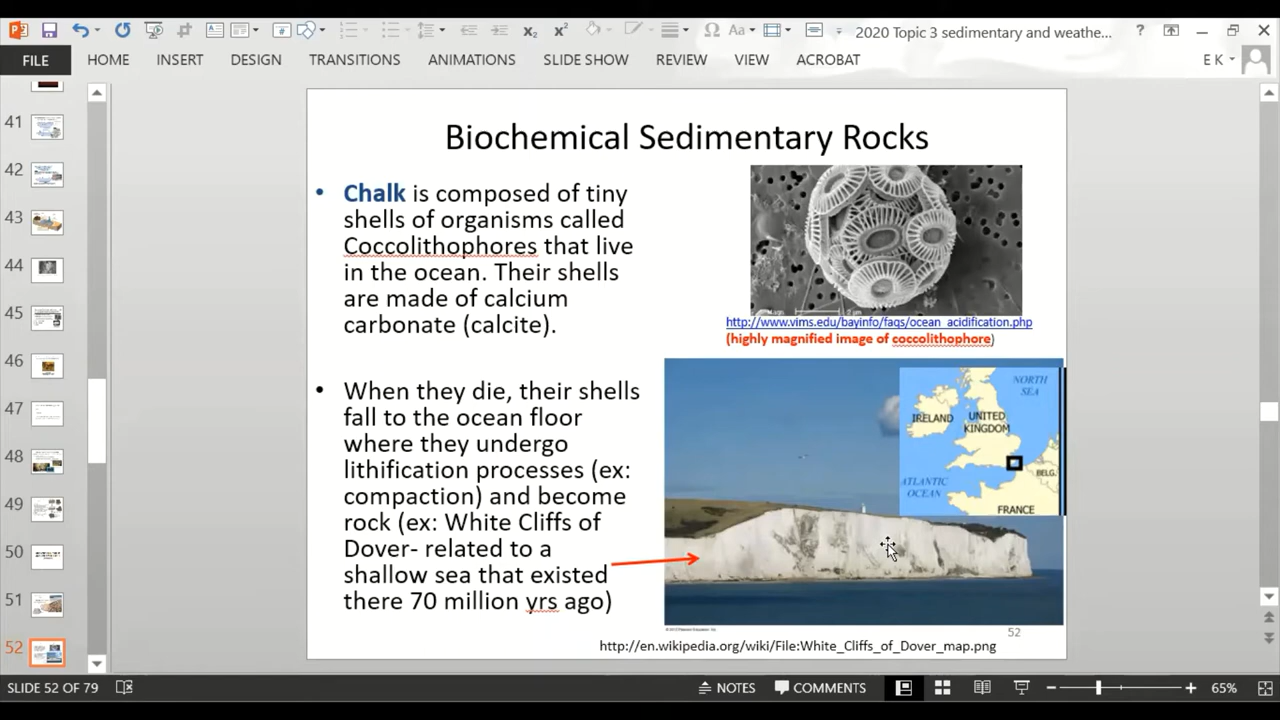 2020 Topic 3 sedimentary and weathe...
FILE
HOME
INSERT
DESIGN
TRANSITIONS
ANIMATIONS
SLIDE SHOW
REVIEW
VIEW
ACROBAT
E K
41
42
43
44
45
46
47
48
49
50
51
52
Biochemical Sedimentary Rocks
• Chalk is composed of tiny
shells of organisms called
Coccolithophores that live
in the ocean. Their shells
are made of calcium
carbonate (calcite).
• When they die, their shells
fall to the ocean floor
where they undergo
lithification processes (ex:
compaction) and become
rock (ex: White Cliffs of
Dover- related to a
shallow sea that existed
there 70 million yrs ago)
http://www.vims.edu/bayinfo/faqs/ocean_acidification.php
(highly magnified image of coccolithophore)
NORTH
SEA
IRELAND
UNITED
KINGDOM
BELG.
ATLANTIC
OCEAN
FRANCE
52
http://en.wikipedia.org/wiki/File:White_Cliffs_of_Dover_map.png
SLIDE 52 OF 79
NOTES
COMMENTS
65%